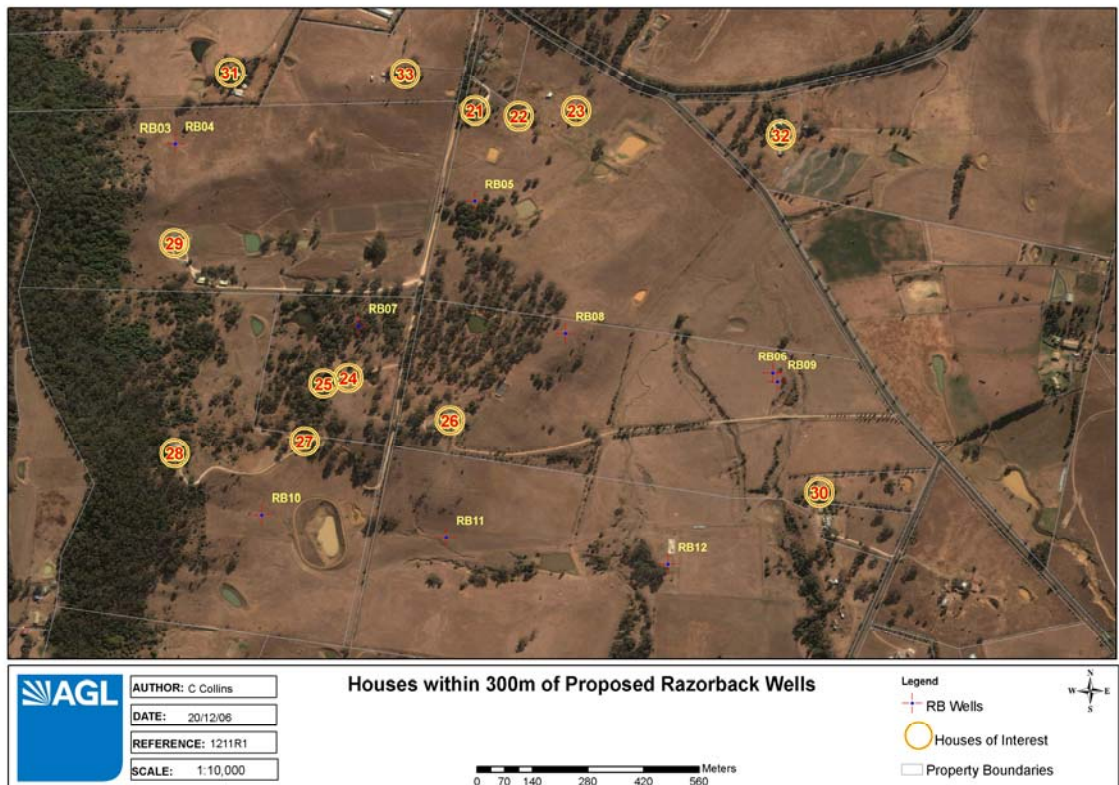 31
33
21
22
23
32
RB03 RB04
RB05
29
RB07
RB08
RB06
RB09
25
24
26
27
28
30
RB10
RB11
RB12
AGL
AUTHOR: C Collins
DATE: 20/12/06
REFERENCE: 1211R1
SCALE: 1:10,000
Houses within 300m of Proposed Razorback Wells
0 70 140 280 420 560 Meters
Legend
RB Wells
Houses of Interest
Property Boundaries
N
W E
S